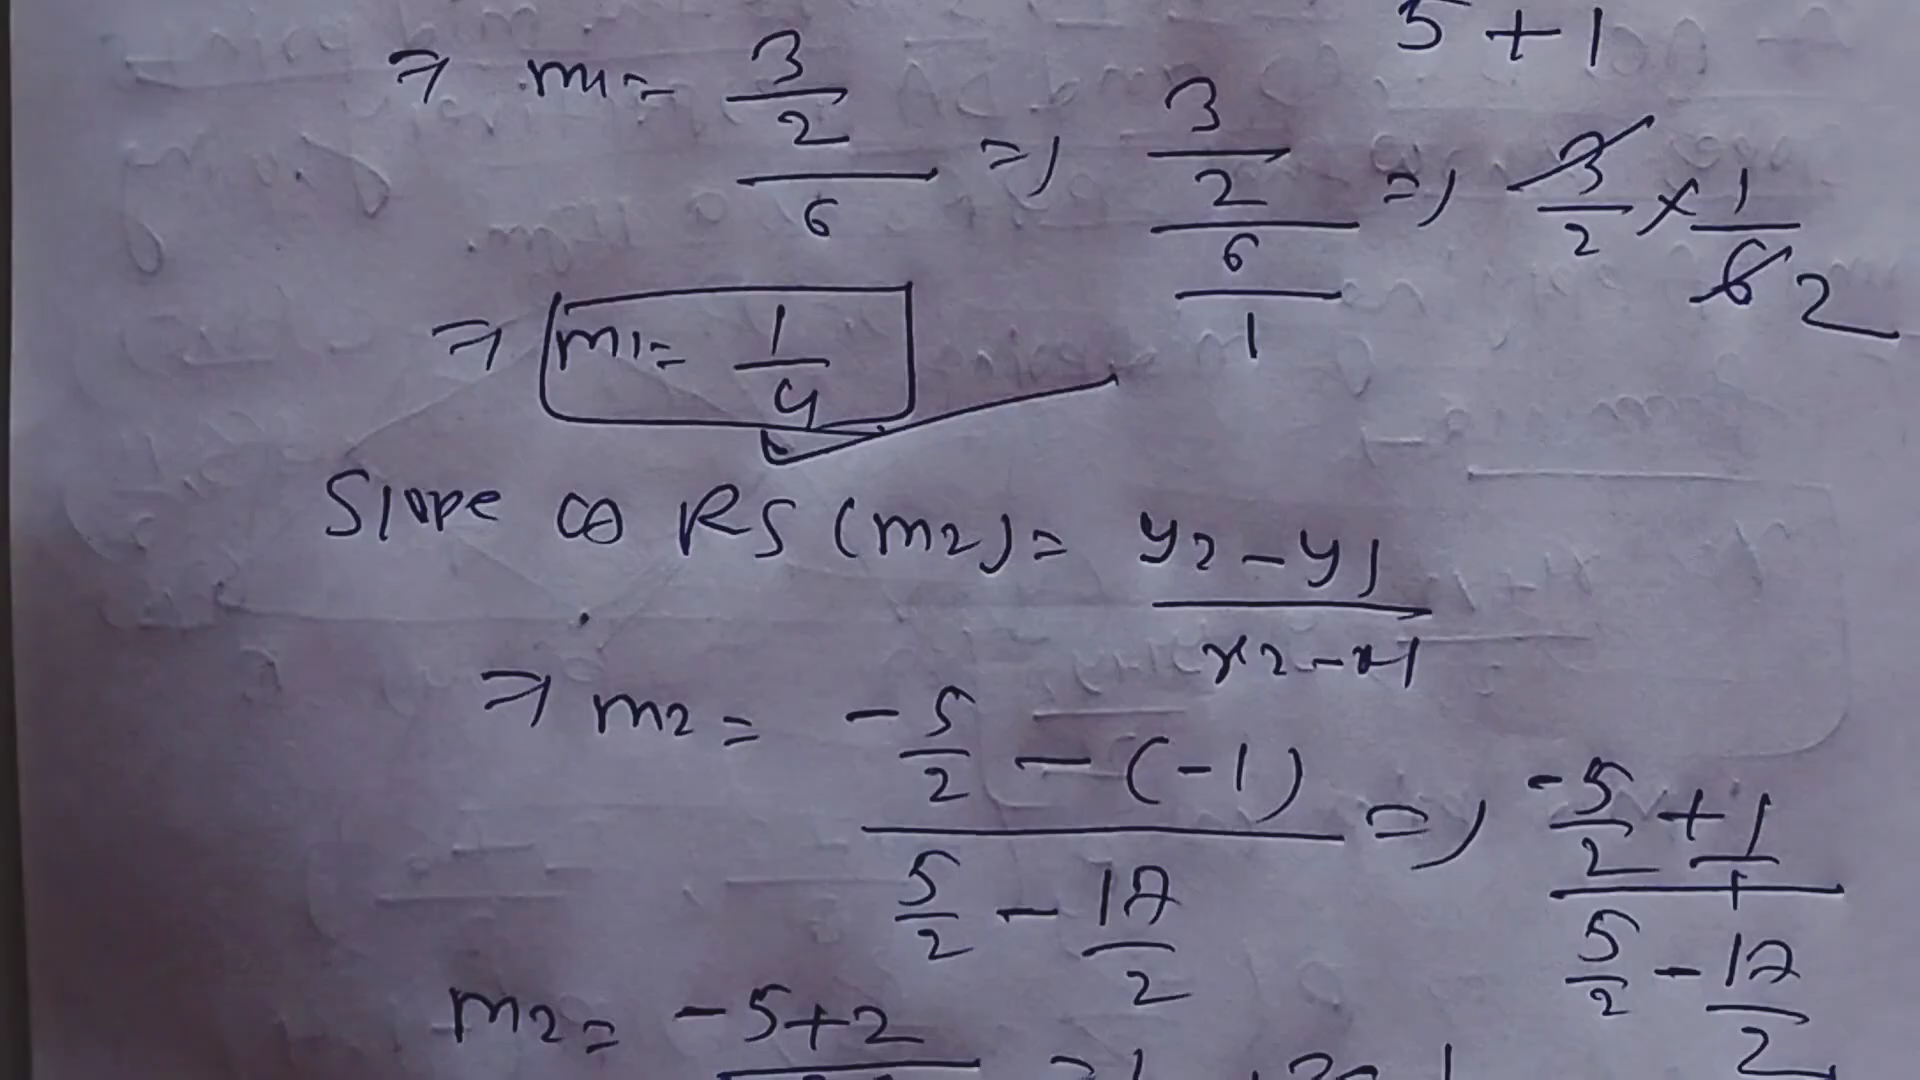 5 + 1
⇒ m1 = 3/2 / 6 ⇒ 3/2 / 6/1 ⇒ 3/2 × 1/6 2
⇒ m1 = 1/4
Slope of RS (m2) = y2 - y1 / x2 - x1
⇒ m2 = -5/2 - (-1) / 5/2 - 17/2 ⇒ -5/2 + 1/1 / 5/2 - 17/2
m2 = -5+2